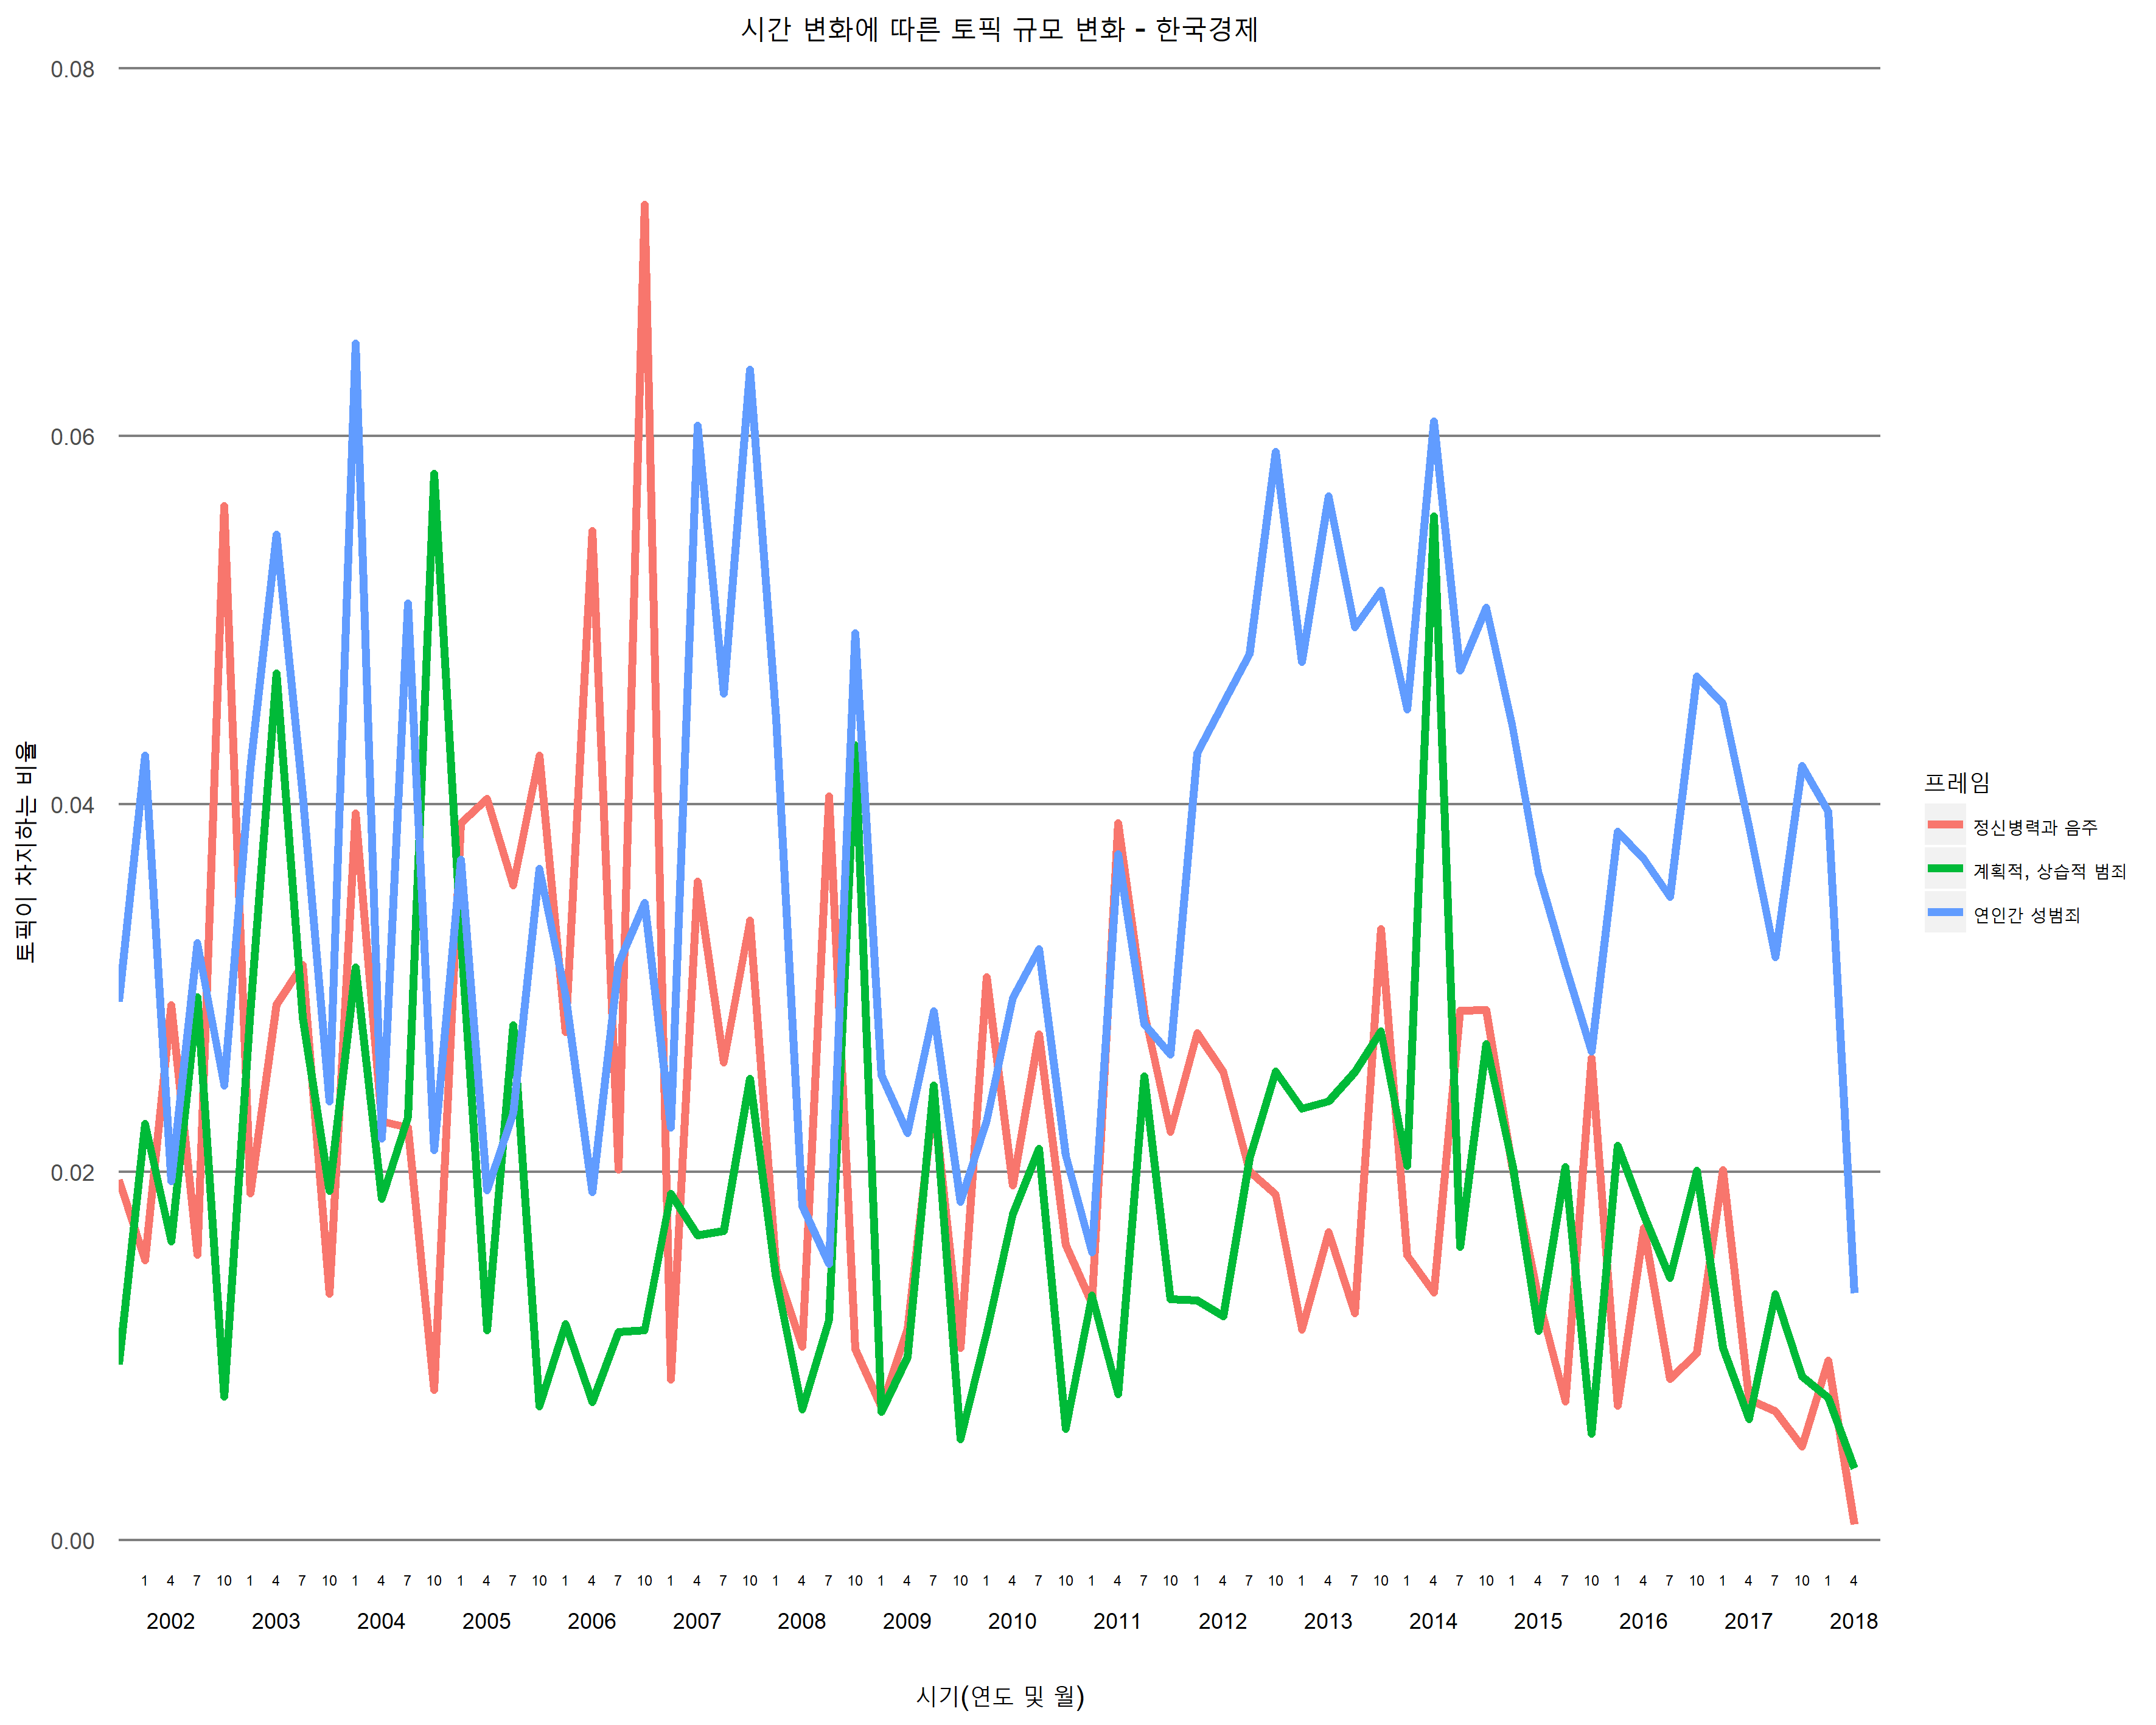 시간 변화에 따른 토픽 규모 변화 - 한국경제
토픽이 차지하는 비율
0.08
0.06
0.04
0.02
0.00
1 4 7 10 1 4 7 10 1 4 7 10 1 4 7 10 1 4 7 10 1 4 7 10 1 4 7 10 1 4 7 10 1 4 7 10 1 4 7 10 1 4 7 10 1 4 7 10 1 4 7 10 1 4 7 10 1 4 7 10 1 4 7 10 1 4
2002 2003 2004 2005 2006 2007 2008 2009 2010 2011 2012 2013 2014 2015 2016 2017 2018
시기(연도 및 월)
프레임
정신병력과 음주
계획적, 상습적 범죄
연인간 성범죄